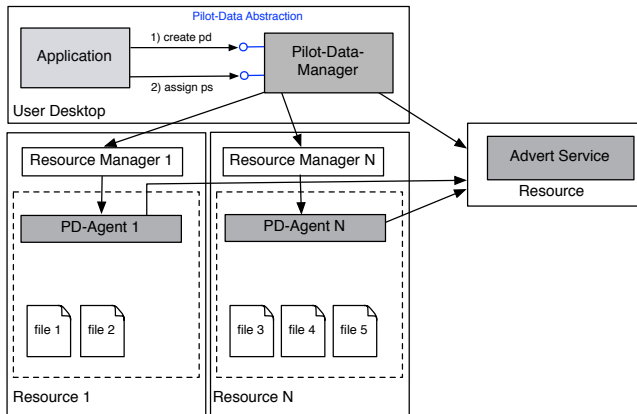 Pilot-Data Abstraction
Application
1) create pd
2) assign ps
Pilot-Data-
Manager
User Desktop
Resource Manager 1
Resource Manager N
Advert Service
Resource
PD-Agent 1
PD-Agent N
file 1
file 2
file 3
file 4
file 5
Resource 1
Resource N